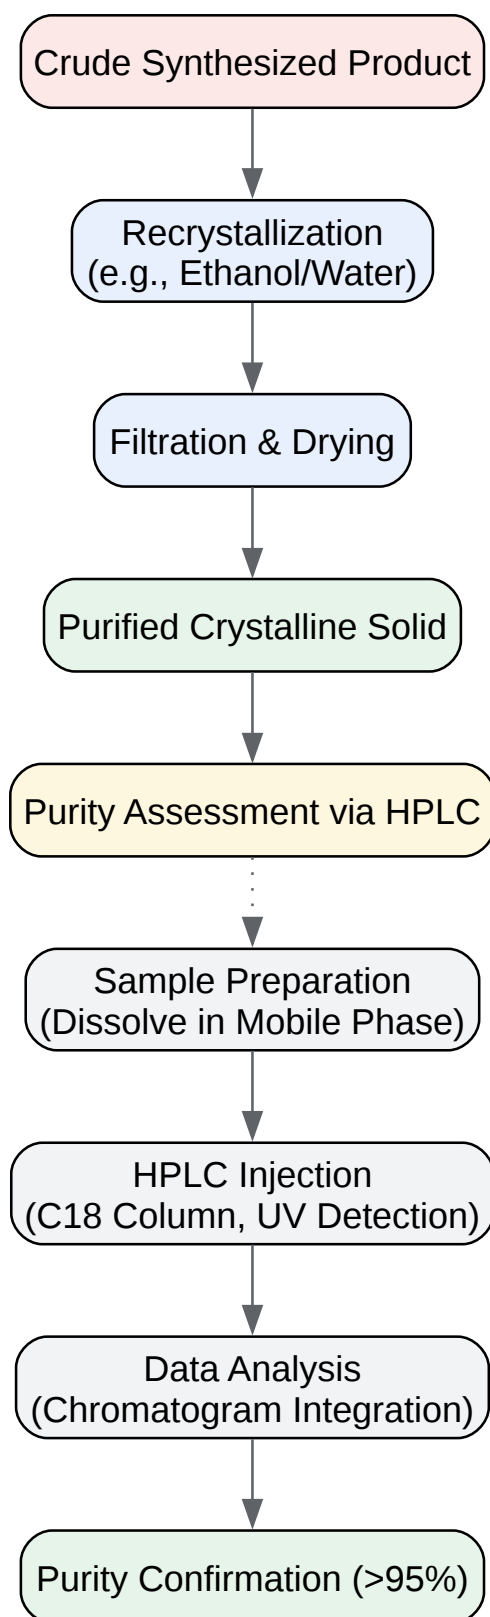 Crude Synthesized Product
Recrystallization
(e.g., Ethanol/Water)
Filtration & Drying
Purified Crystalline Solid
Purity Assessment via HPLC
Sample Preparation
(Dissolve in Mobile Phase)
HPLC Injection
(C18 Column, UV Detection)
Data Analysis
(Chromatogram Integration)
Purity Confirmation (>95%)